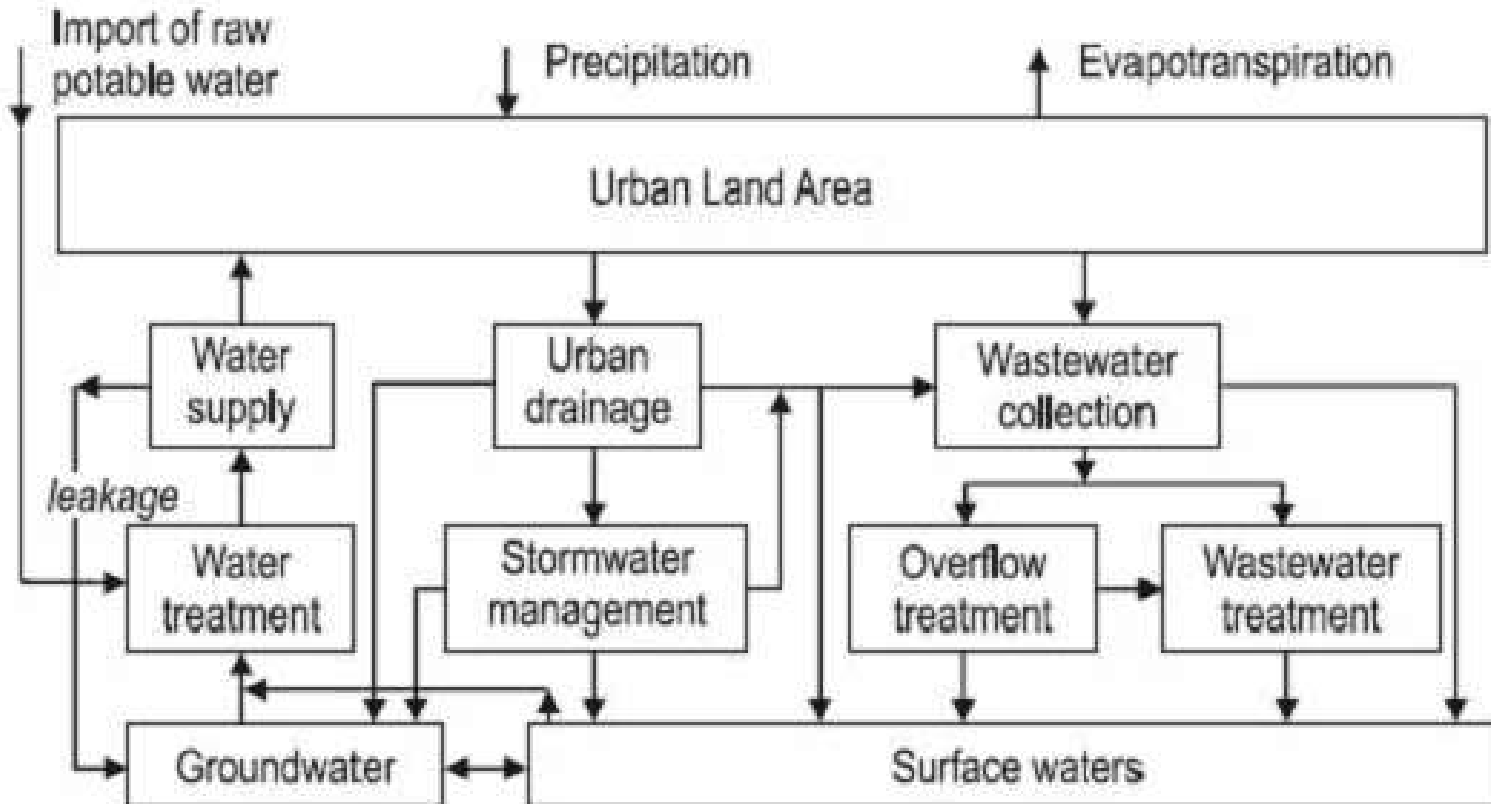 Import of raw
potable water
Precipitation
Evapotranspiration
Urban Land Area
Water
supply
Urban
drainage
Wastewater
collection
leakage
Water
treatment
Stormwater
management
Overflow
treatment
Wastewater
treatment
Groundwater
Surface waters